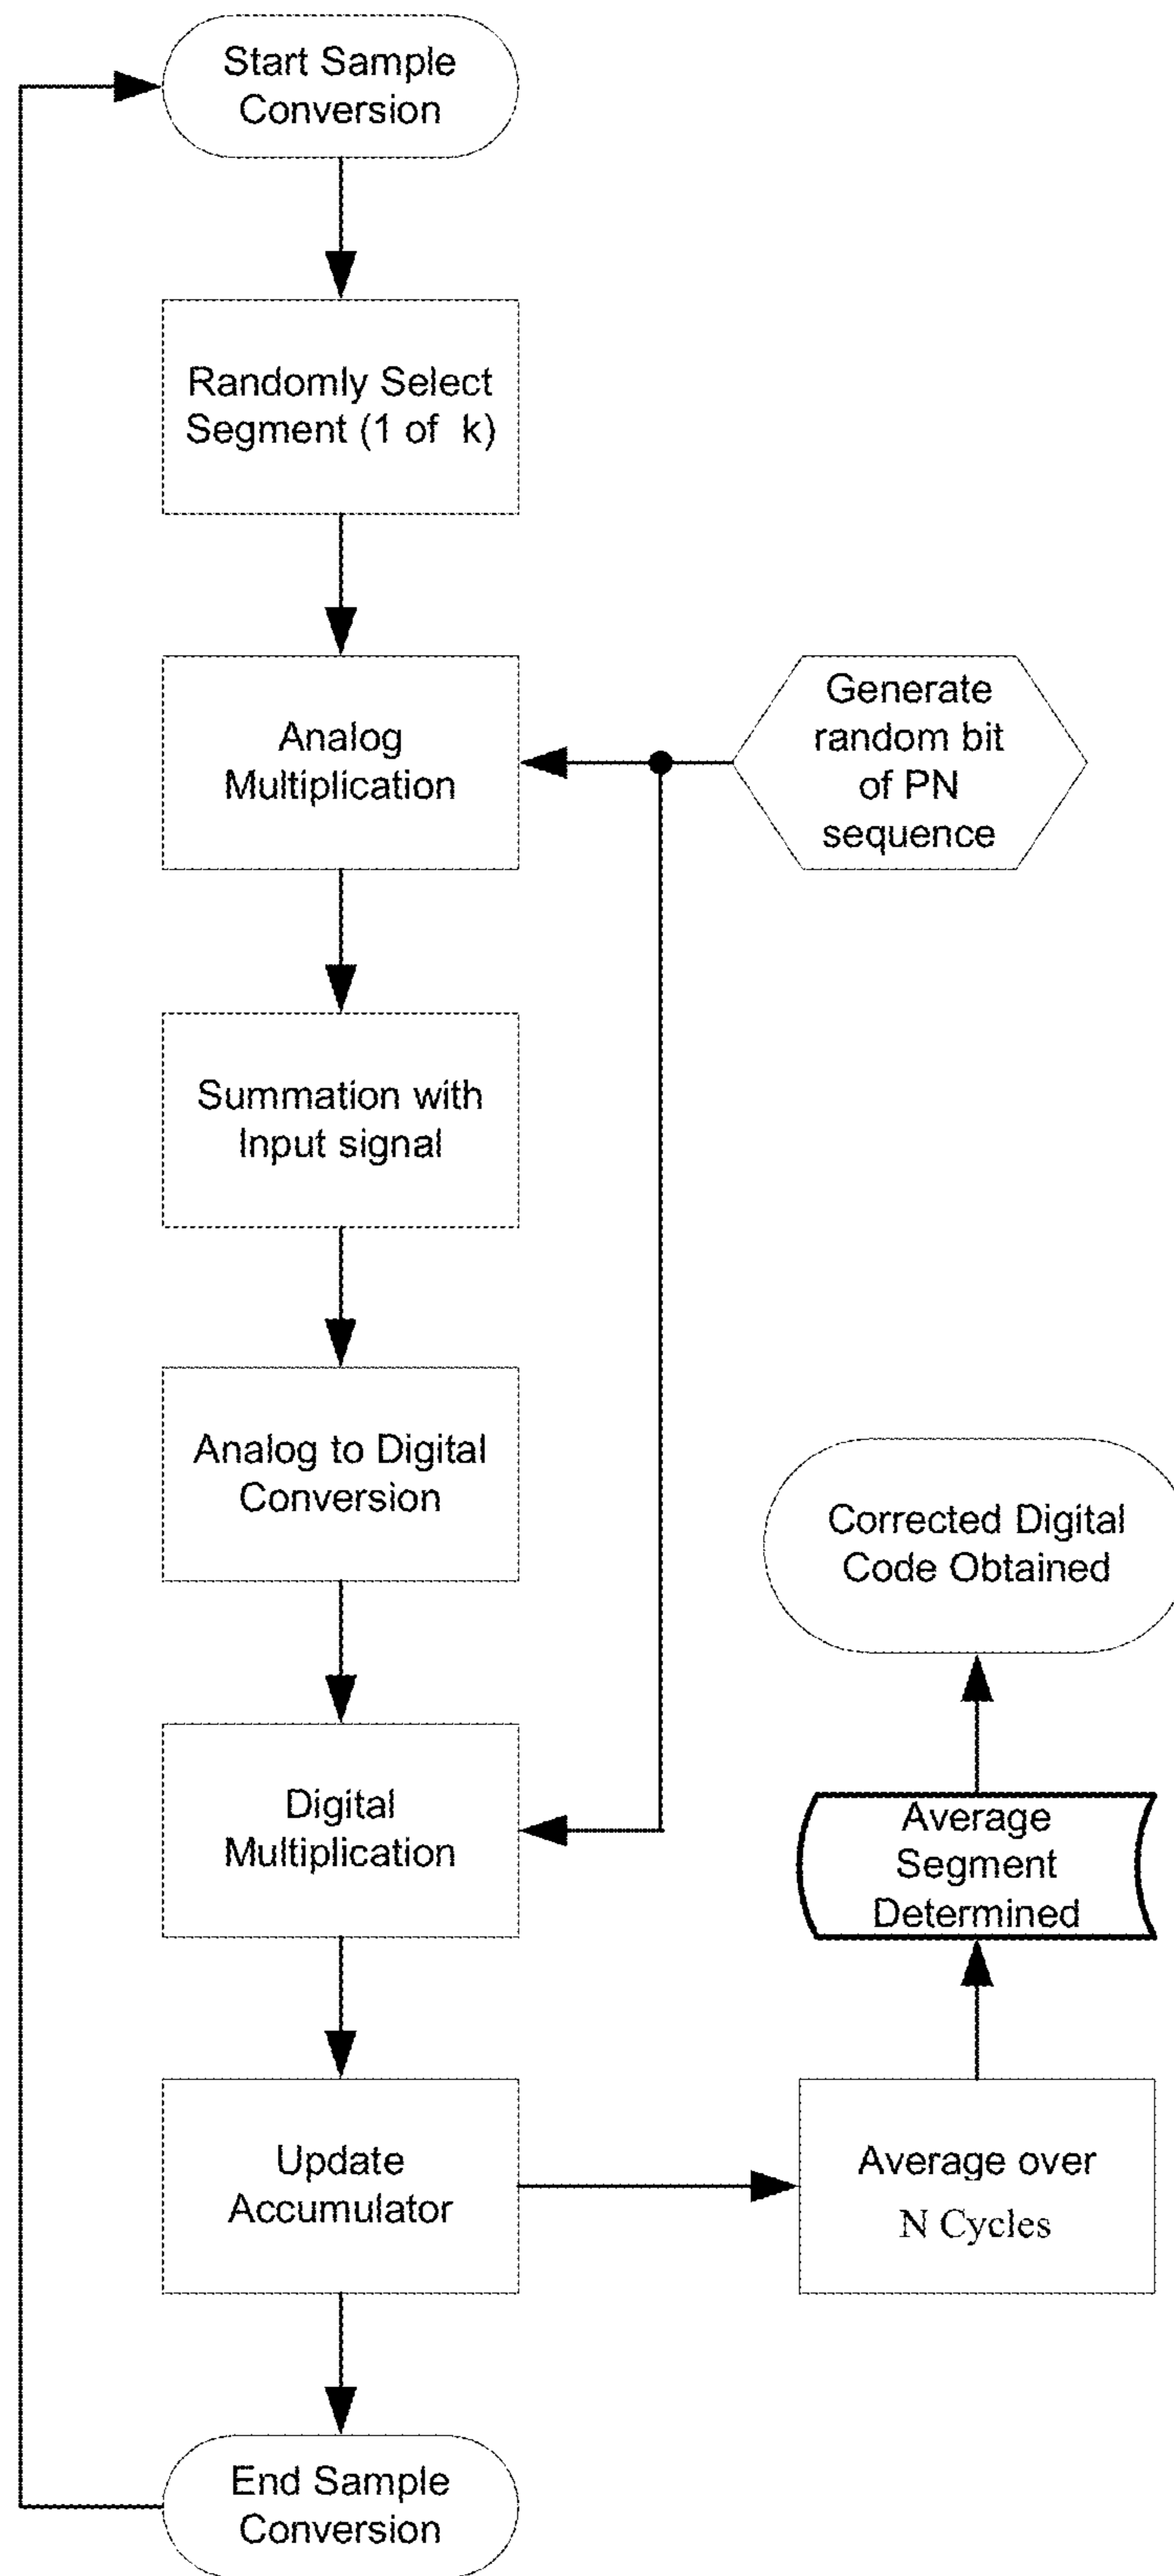 Start Sample
Conversion
Randomly Select
Segment (1 of k)
Analog
Multiplication
Generate
random bit
of PN
sequence
Summation with
Input signal
Analog to Digital
Conversion
Corrected Digital
Code Obtained
Digital
Multiplication
Average
Segment
Determined
Update
Accumulator
Average over
N Cycles
End Sample
Conversion